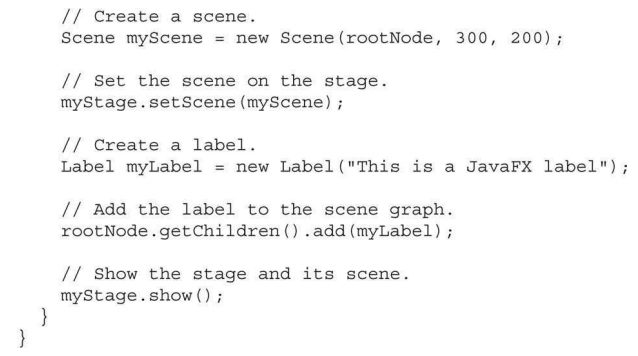 // Create a scene.
Scene myScene = new Scene(rootNode, 300, 200);
// Set the scene on the stage.
myStage.setScene(myScene);
// Create a label.
Label myLabel = new Label("This is a JavaFX label");
// Add the label to the scene graph.
rootNode.getChildren().add(myLabel);
// Show the stage and its scene.
myStage.show();
}
}